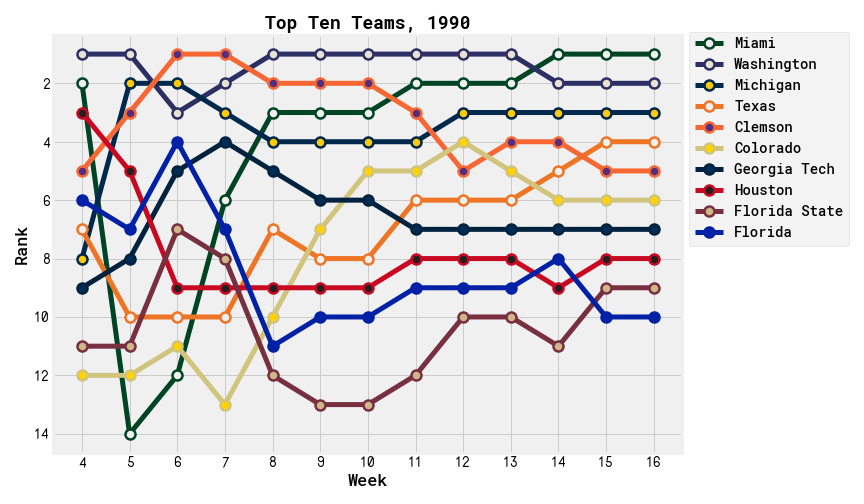 Top Ten Teams, 1990
Miami
Washington
Michigan
Texas
Clemson
Colorado
Georgia Tech
Houston
Florida State
Florida
Rank
2
4
6
8
10
12
14
4 5 6 7 8 9 10 11 12 13 14 15 16
Week